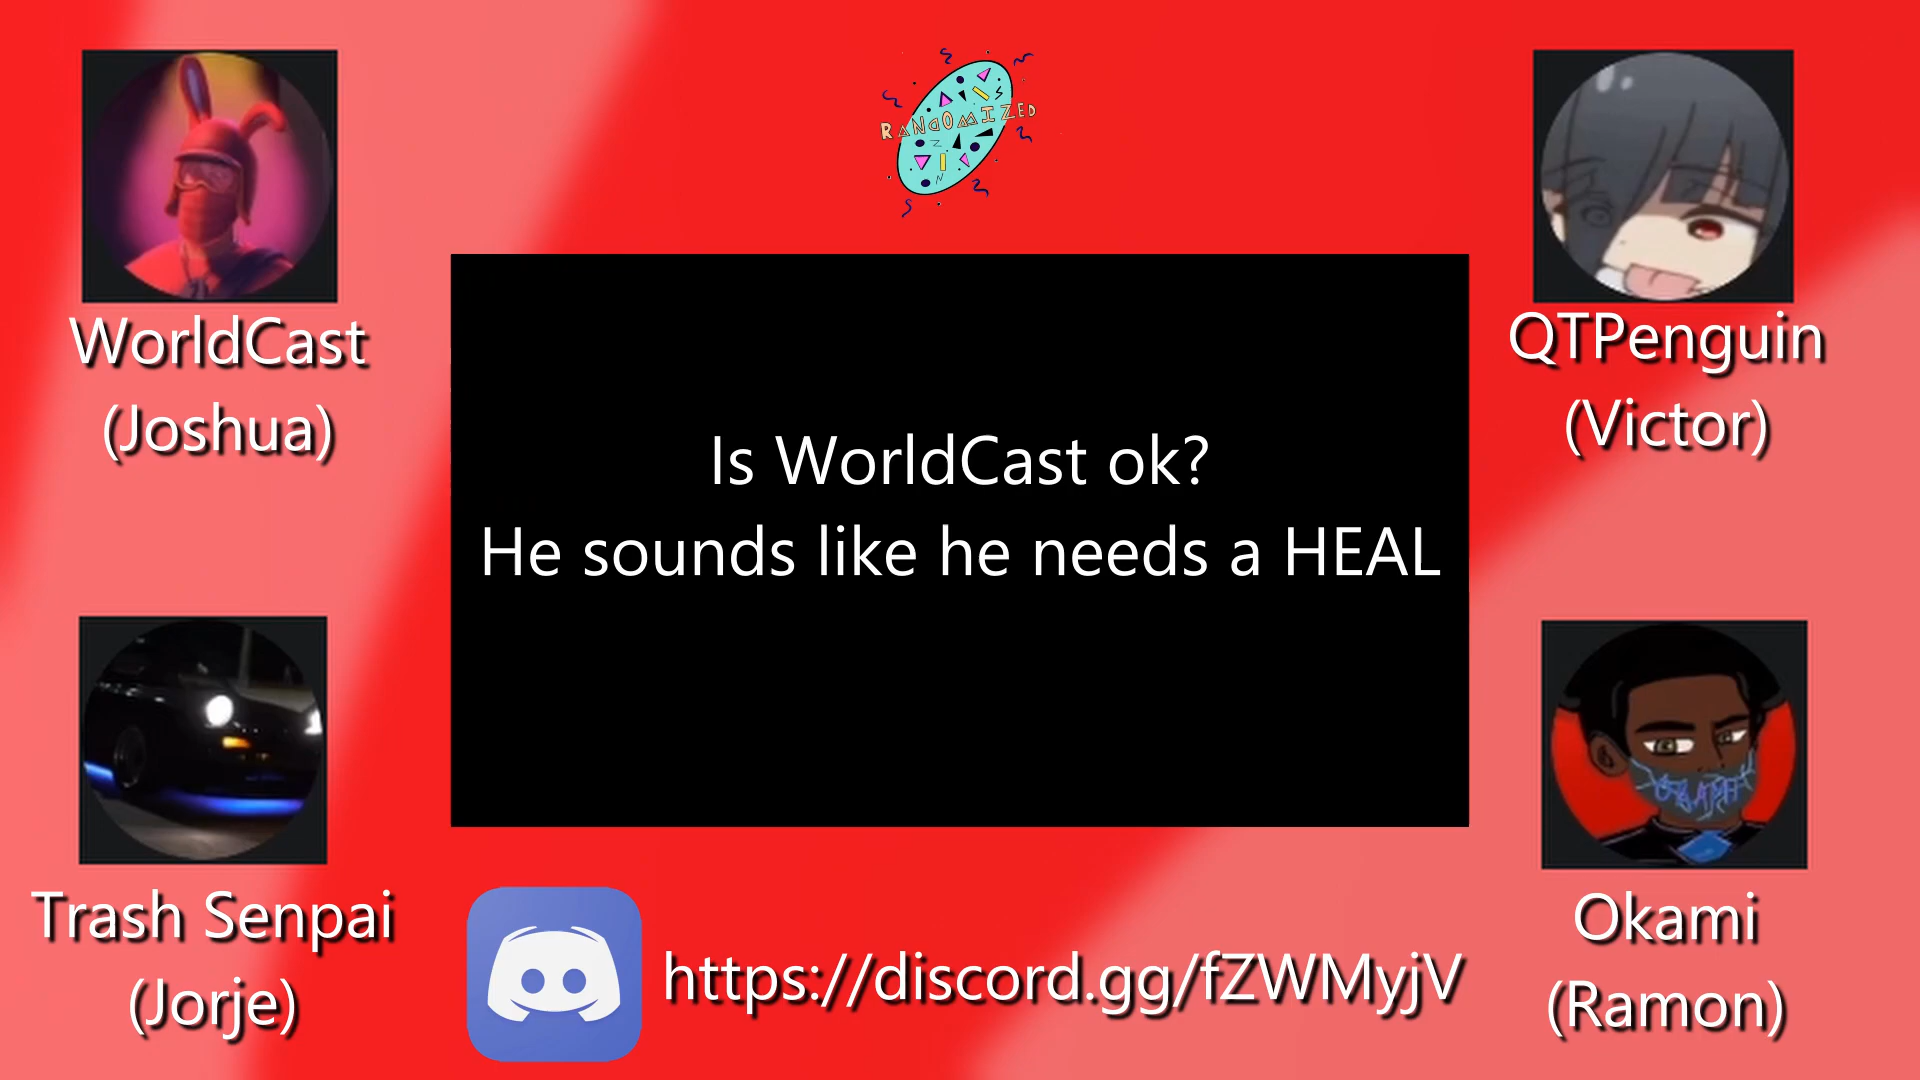 RANdOMIZED
WorldCast
(Joshua)
QTPenguin
(Victor)
Is WorldCast ok?
He sounds like he needs a HEAL
Trash Senpai
(Jorje)
Okami
(Ramon)
https://discord.gg/fZWMyjV